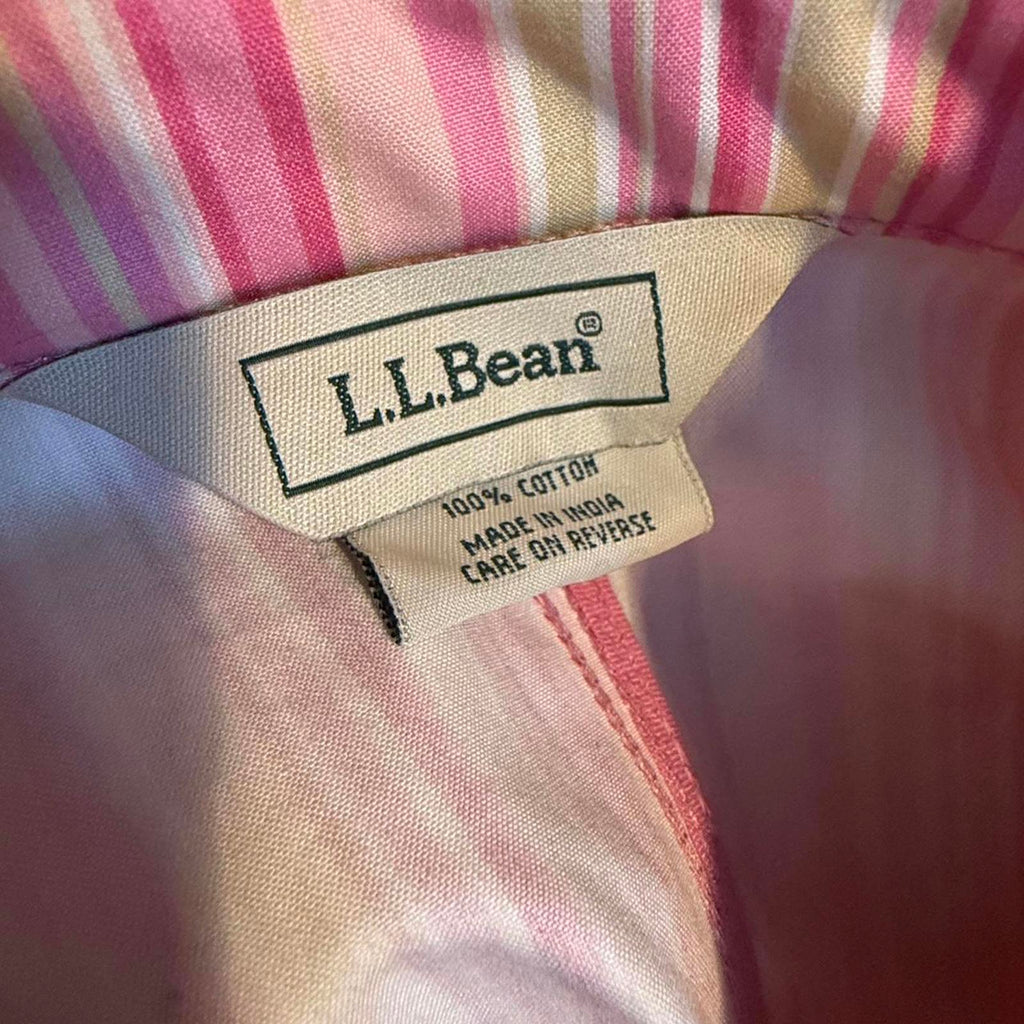 L.L.Bean®
100% COTTON
MADE IN INDIA
CARE ON REVERSE